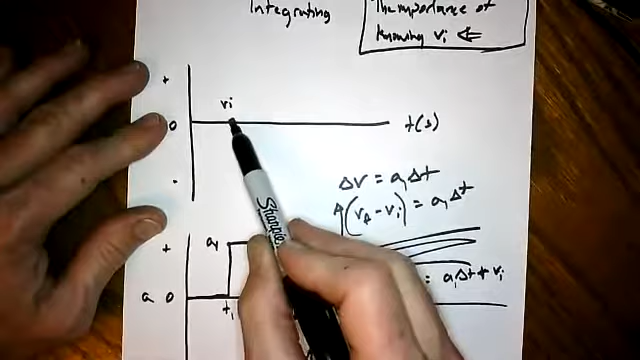 Integrating
The importance of
knowing vi ⇐
+
vi
0
t(s)
-
Δv = a₁Δt
(vf - vi) = a₁Δt
+
a₁
= a₁Δt + vi
a 0
t₁
Sharpie